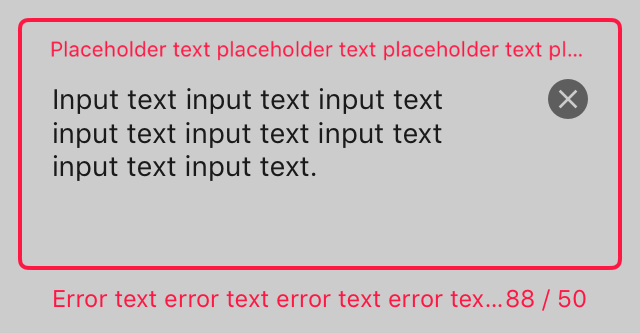 Placeholder text placeholder text placeholder text pl...
Input text input text input text
input text input text input text
input text input text.
Error text error text error text error tex...88 / 50